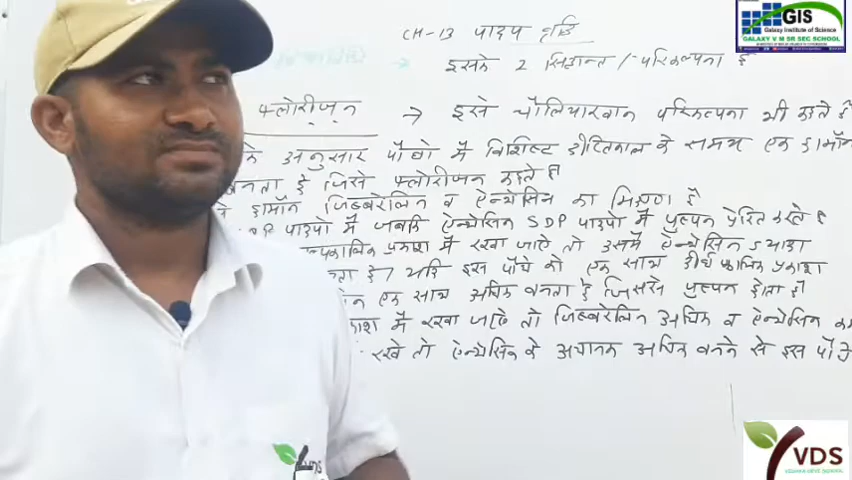 CH-13 पादप वृद्धि
इसके 2 सिद्धान्त / परिकल्पना है
फ्लोरीजन → इसे चौलियाखान परिकल्पना भी कहते है
अनुसार पौधो में विशिष्ट दीप्तिकाल के समय एक हार्मोन
बनता है जिसे फ्लोरीजन कहते है
हार्मोन जिब्बरेलिन व ऐन्थेसिन का मिश्रण है
पादपो में जबकि ऐन्थेसिन SDP पादपो में पुष्पन प्रेरित करते है
प्रकाश में रखा जाऐ तो उसमें ऐन्थेसिन ज्यादा
है। यदि इस पौधे को एक साथ दीर्घ प्रकाश
एक साथ अधिक बनता है जिससे पुष्पन होता है
में रखा जाऐ तो जिब्बरेलिन अधिक व ऐन्थेसिन कम
रखे तो ऐन्थेसिन के अचानक अधिक बनने से इस पौधे
GIS
Galaxy Institute of Science
GALAXY V M SR SEC SCHOOL
VDS